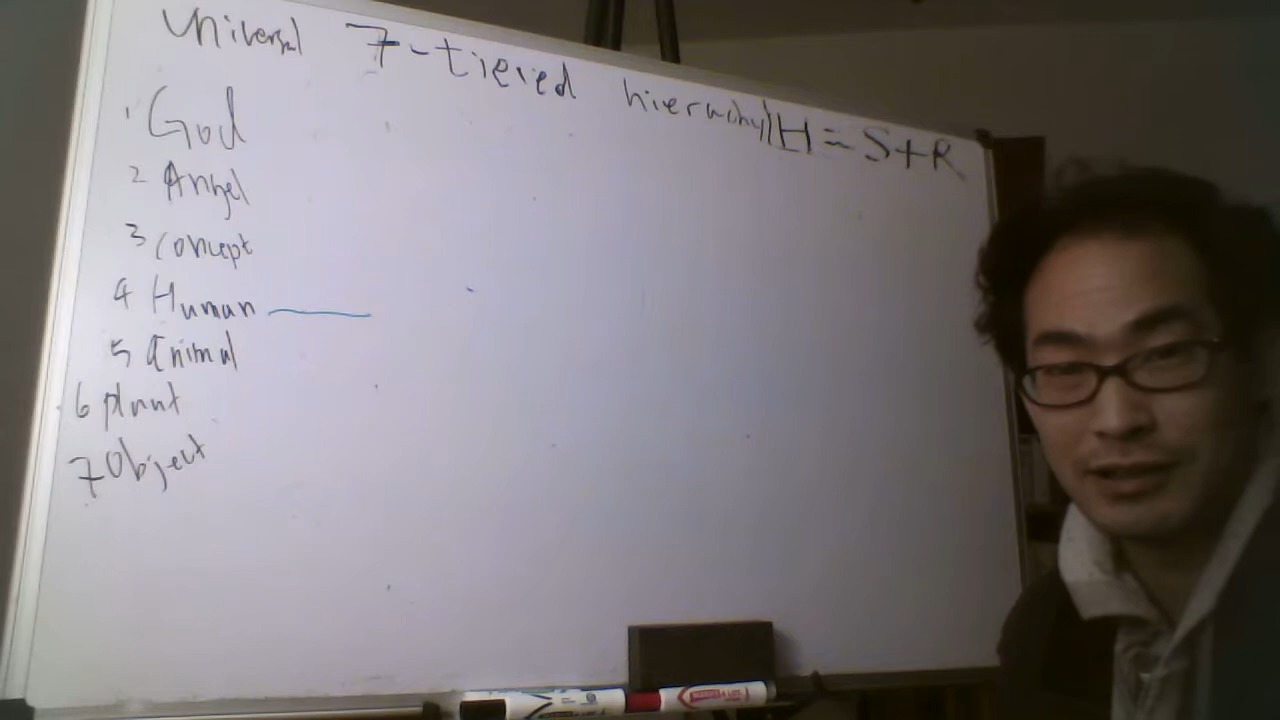 Universal 7-tiered hierarchy H = S+R
1 God
2 Angel
3 concept
4 Human
5 Animal
6 plant
7 Object